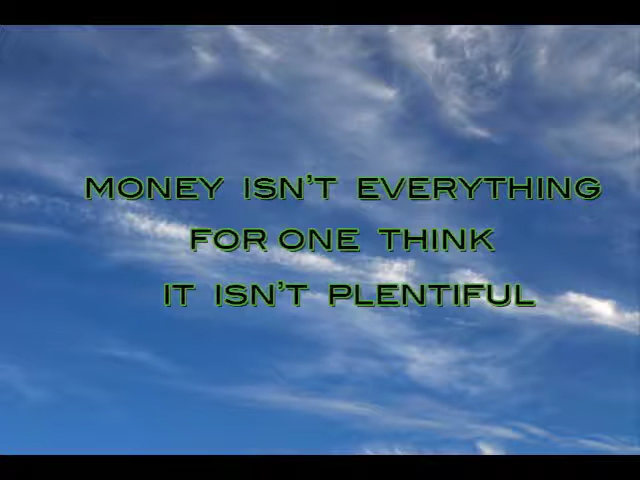 MONEY ISN'T EVERYTHING
FOR ONE THINK
IT ISN'T PLENTIFUL